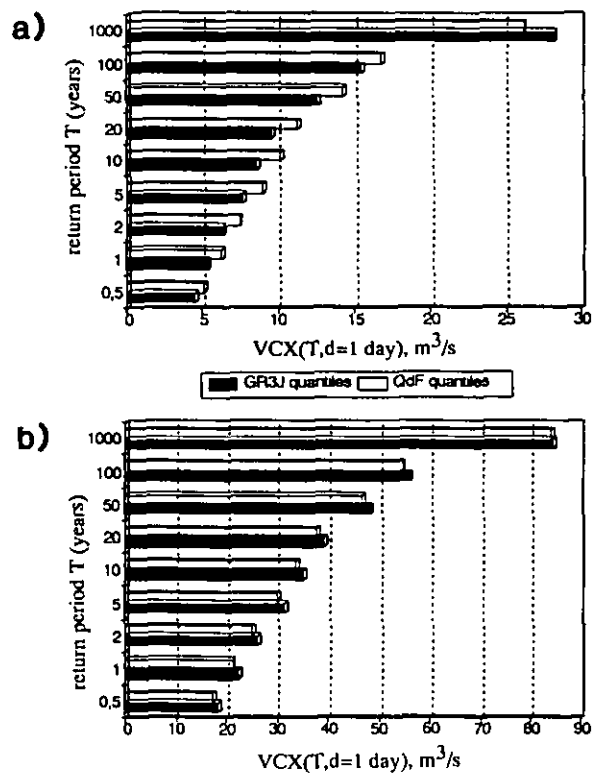 a)
return period T (years)
1000
100
50
20
10
5
2
1
0,5
0 5 10 15 20 25 30
VCX(T,d=1 day), m³/s
GR3J quantiles QdF quantiles
b)
return period T (years)
1000
100
50
20
10
5
2
1
0,5
0 10 20 30 40 50 60 70 80 90
VCX(T,d=1 day), m³/s